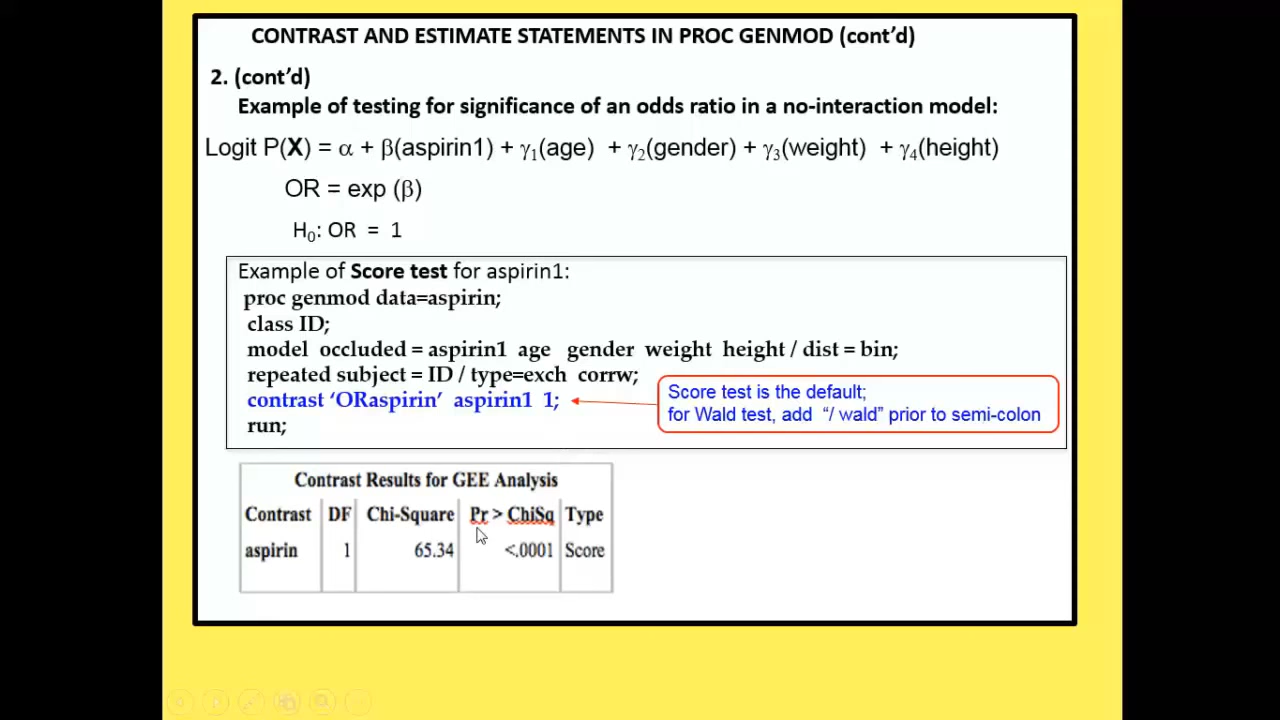 CONTRAST AND ESTIMATE STATEMENTS IN PROC GENMOD (cont’d)
2. (cont’d)
Example of testing for significance of an odds ratio in a no-interaction model:
Logit P(X) = α + β(aspirin1) + γ1(age) + γ2(gender) + γ3(weight) + γ4(height)
OR = exp (β)
H0: OR = 1
Example of Score test for aspirin1:
proc genmod data=aspirin;
class ID;
model occluded = aspirin1 age gender weight height / dist = bin;
repeated subject = ID / type=exch corrw;
contrast ‘ORaspirin’ aspirin1 1;
run;
Score test is the default;
for Wald test, add “/ wald” prior to semi-colon
Contrast Results for GEE Analysis
Contrast DF Chi-Square Pr > ChiSq Type
aspirin 1 65.34 <.0001 Score